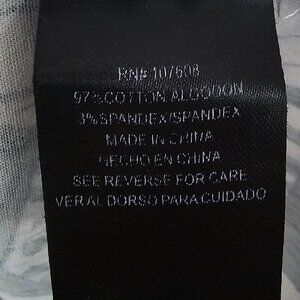 RN# 107608
97% COTTON ALGODON
3% SPANDEX/SPANDEX
MADE IN CHINA
HECHO EN CHINA
SEE REVERSE FOR CARE
VER AL DORSO PARA CUIDADO